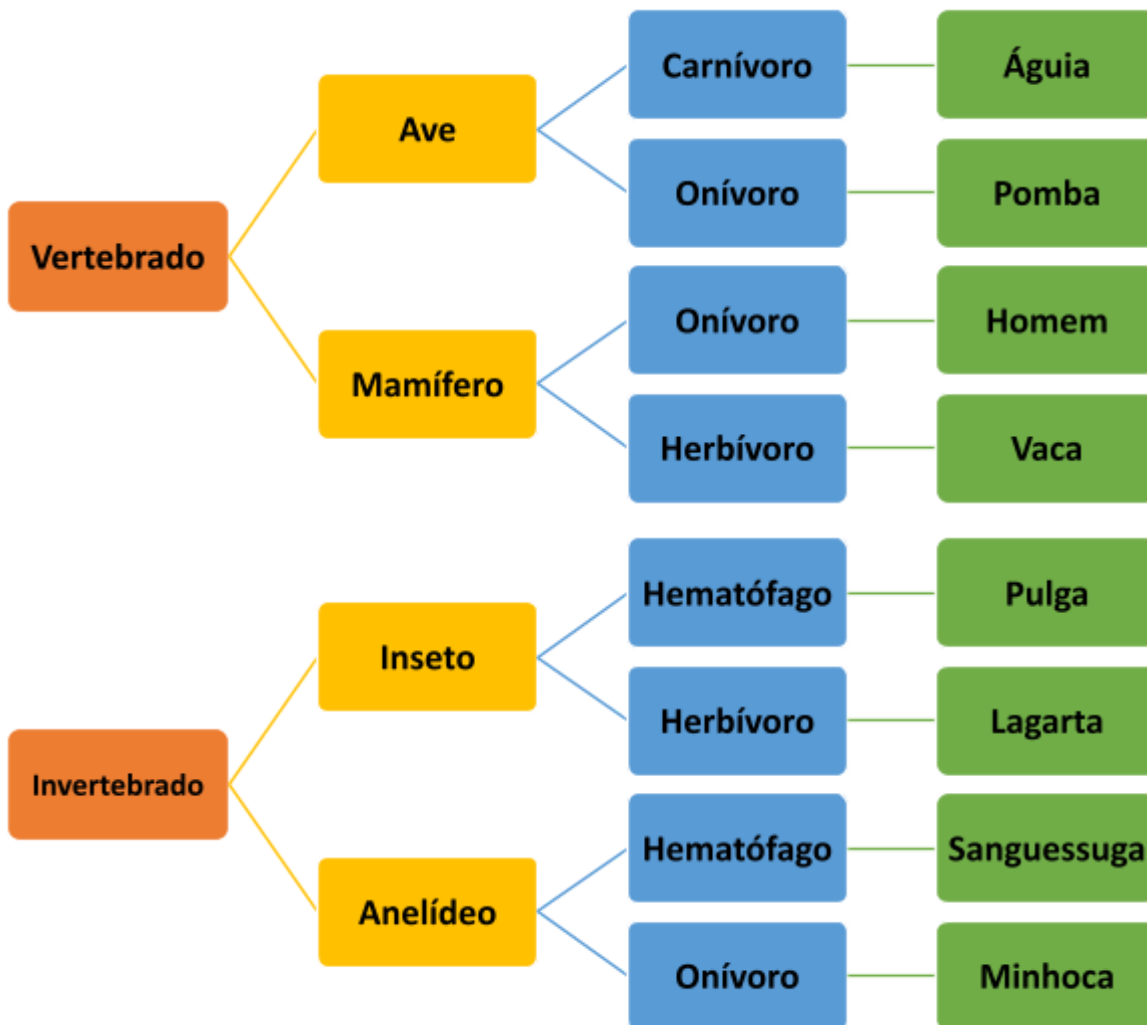 Carnívoro
Águia
Ave
Onívoro
Pomba
Vertebrado
Onívoro
Homem
Mamífero
Herbívoro
Vaca
Hematófago
Pulga
Inseto
Herbívoro
Lagarta
Invertebrado
Hematófago
Sanguessuga
Anelídeo
Onívoro
Minhoca